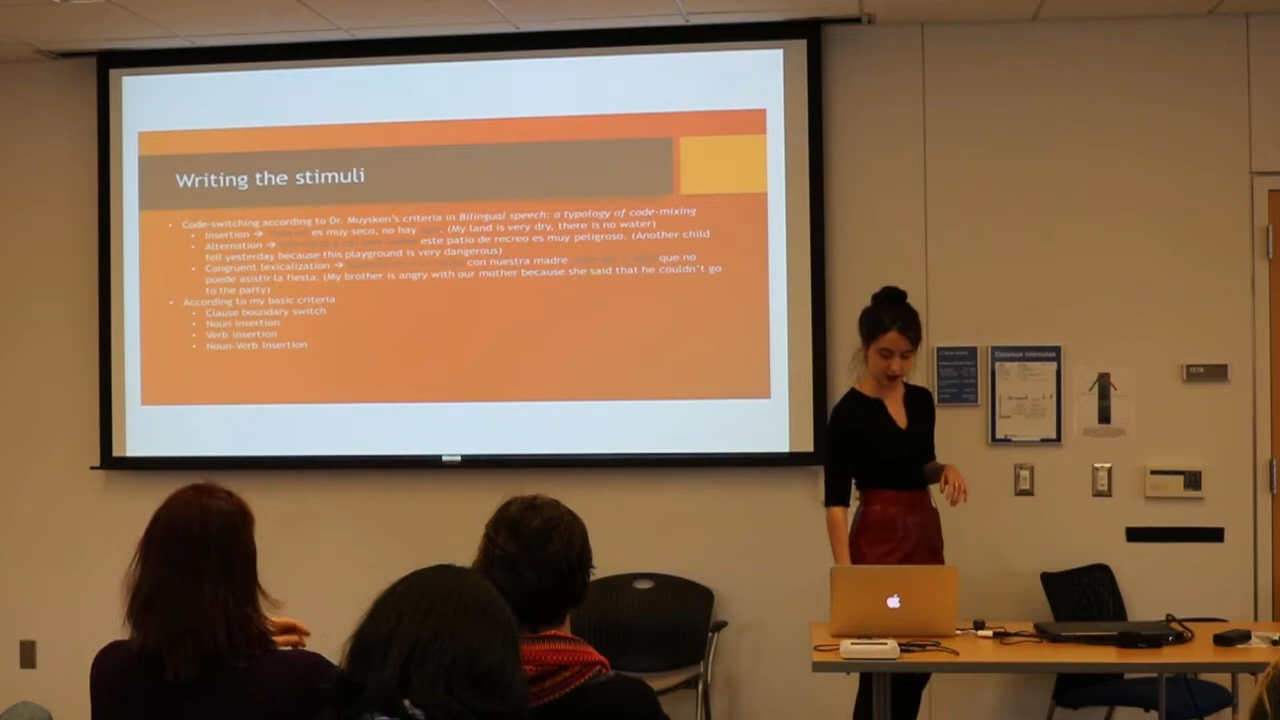 Writing the stimuli
Code-switching according to Dr. Muysken's criteria in Bilingual speech: a typology of code-mixing
Insertion → es muy seco, no hay . (My land is very dry, there is no water)
Alternation → este patio de recreo es muy peligroso. (Another child
fell yesterday because this playground is very dangerous)
Congruent lexicalization → con nuestra madre que no
puede asistir la fiesta. (My brother is angry with our mother because she said that he couldn't go
to the party)
According to my basic criteria
Clause boundary switch
Noun Insertion
Verb insertion
Noun-Verb Insertion
Classroom Information